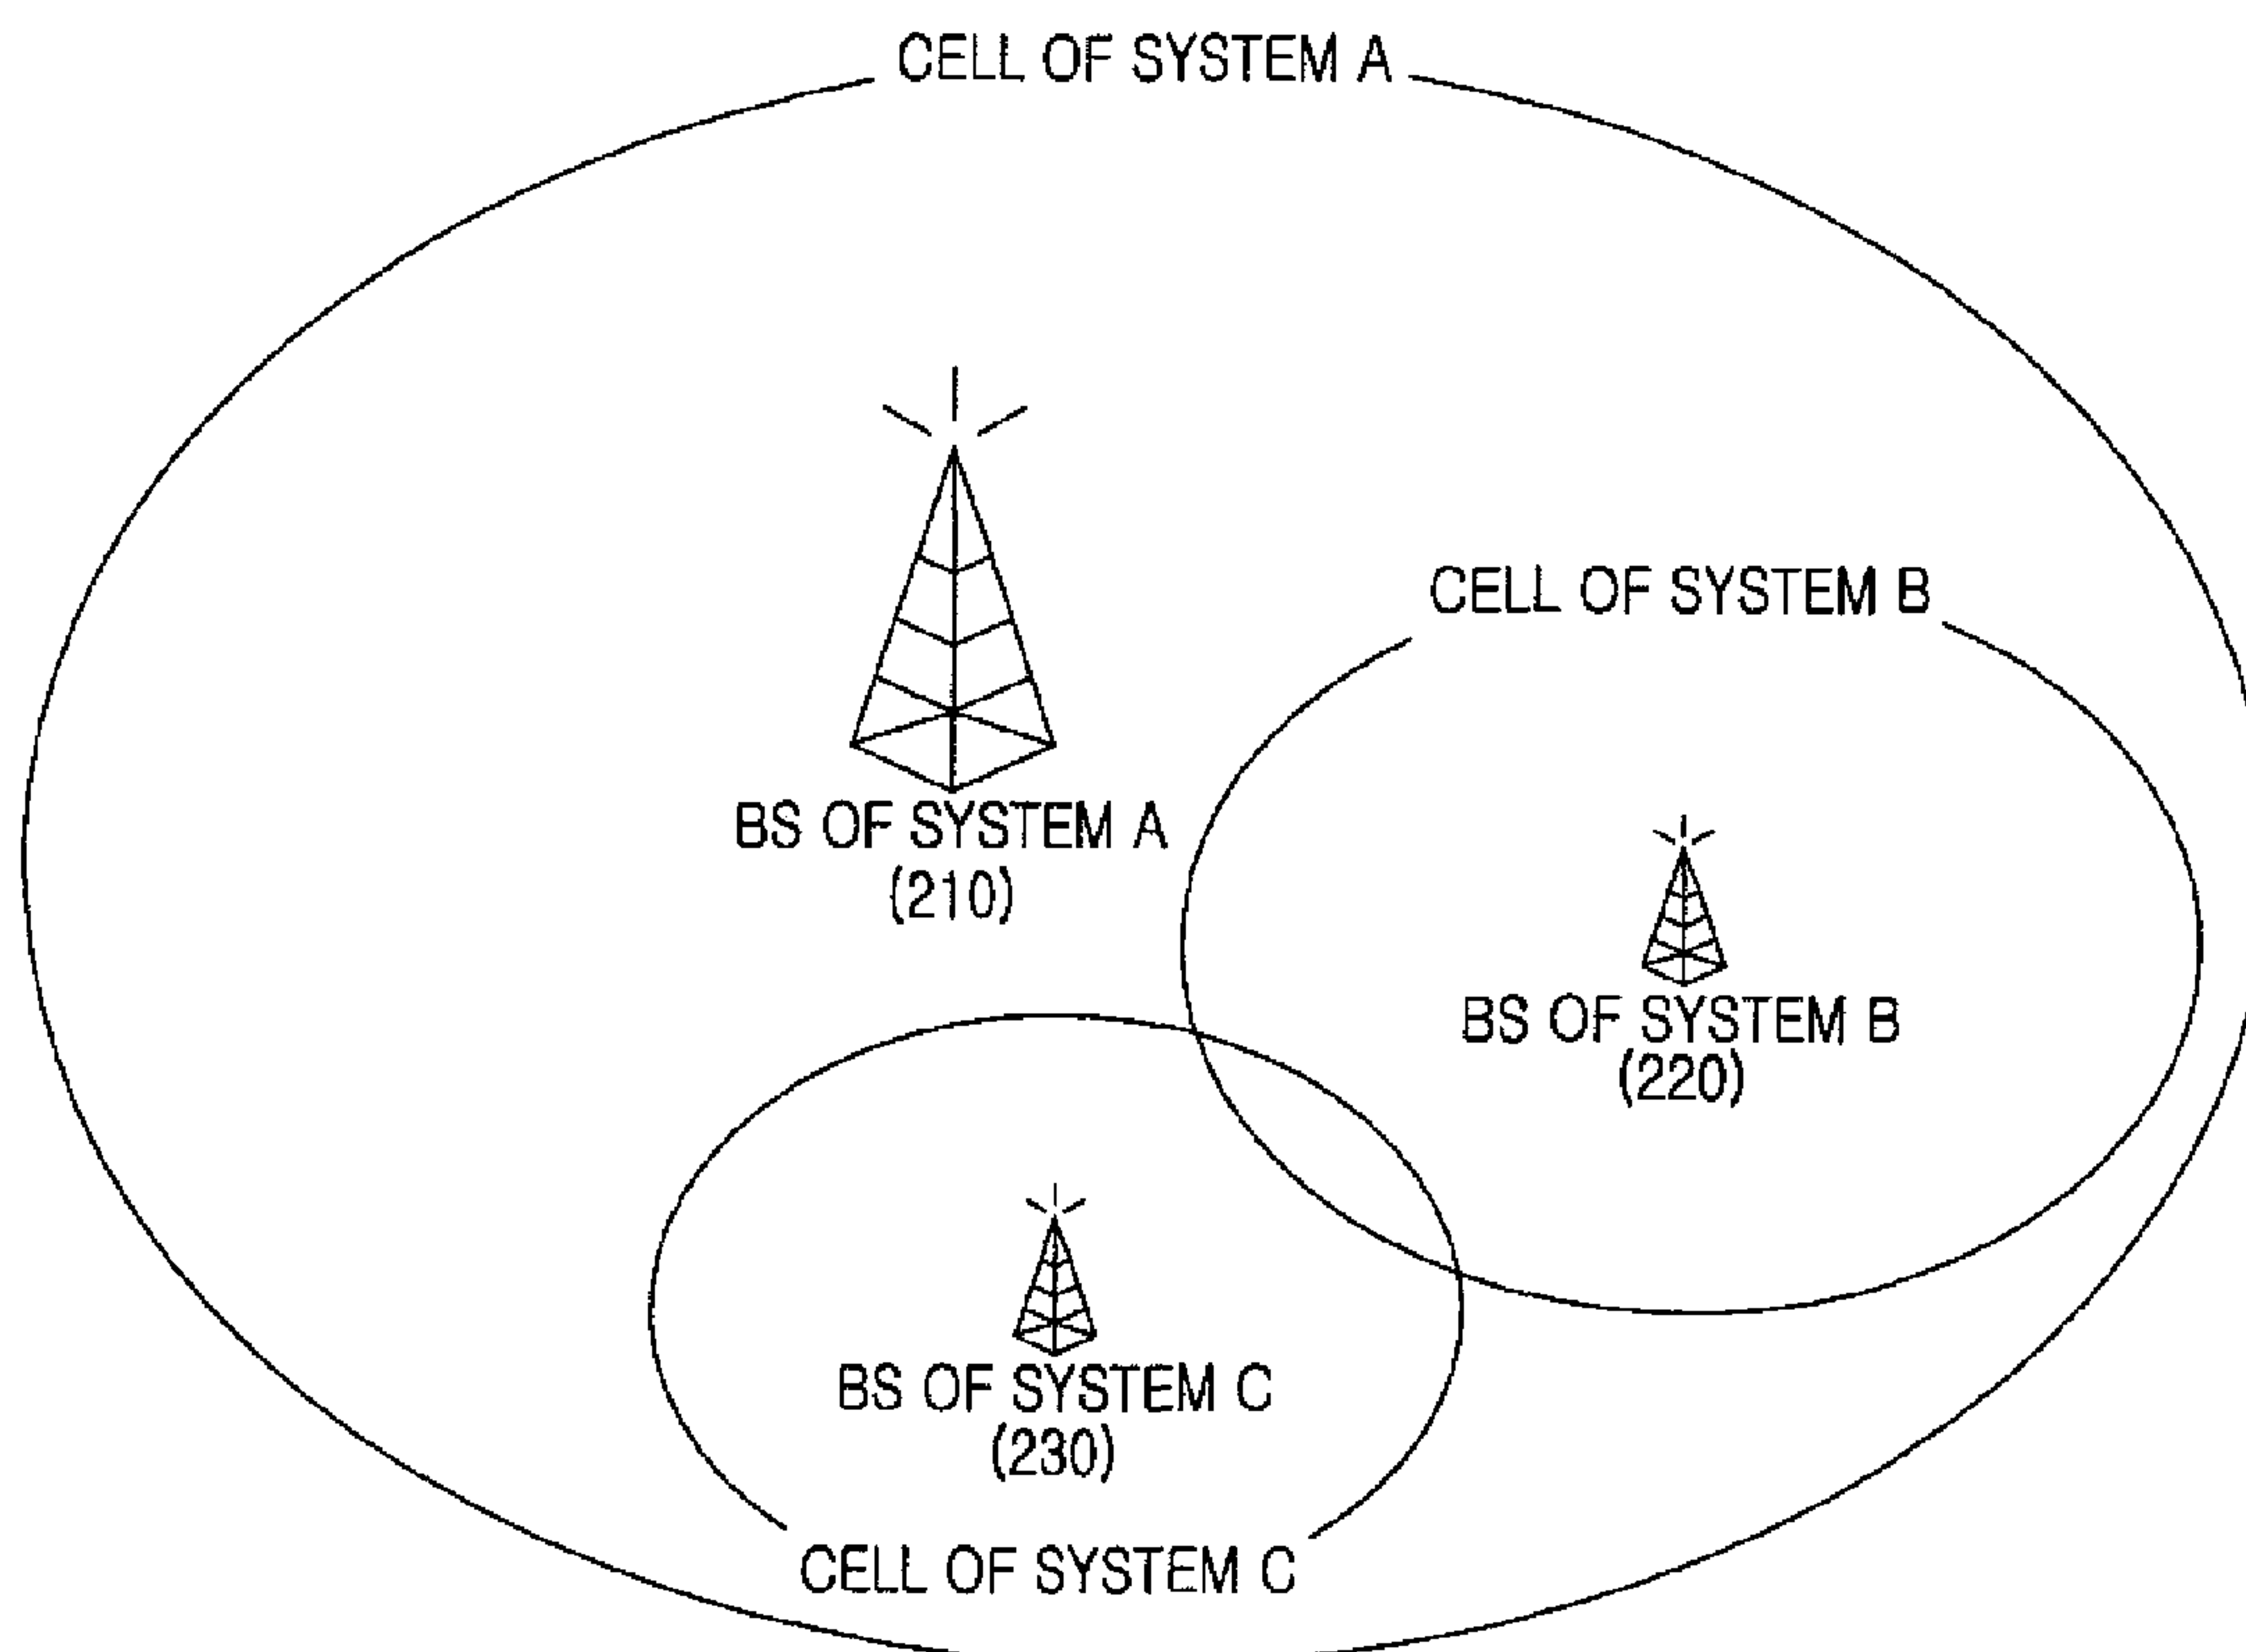 CELL OF SYSTEM A
CELL OF SYSTEM B
BS OF SYSTEM A
(210)
BS OF SYSTEM B
(220)
BS OF SYSTEM C
(230)
CELL OF SYSTEM C